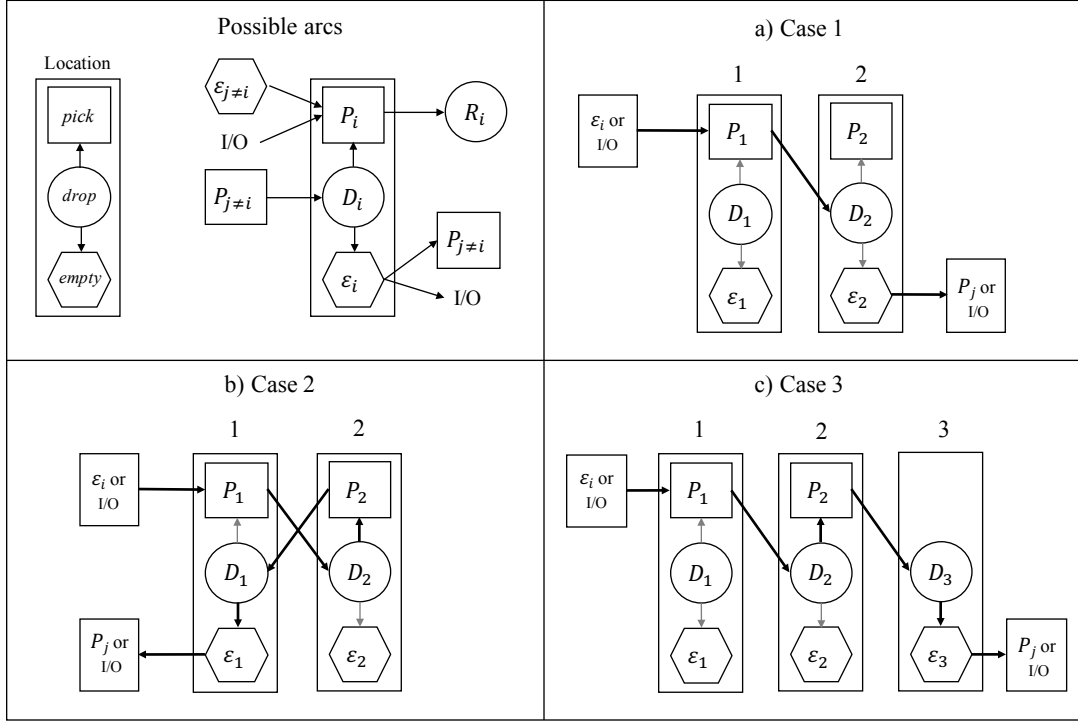 Possible arcs
Location
pick
drop
empty
ε_{j≠i}
I/O
P_i
R_i
P_{j≠i}
D_i
P_{j≠i}
ε_i
I/O
a) Case 1
1 2
ε_i or
I/O
P_1
P_2
D_1
D_2
ε_1
ε_2
P_j or
I/O
b) Case 2
1 2
ε_i or
I/O
P_1
P_2
D_1
D_2
P_j or
I/O
ε_1
ε_2
c) Case 3
1 2 3
ε_i or
I/O
P_1
P_2
D_1
D_2
D_3
ε_1
ε_2
ε_3
P_j or
I/O